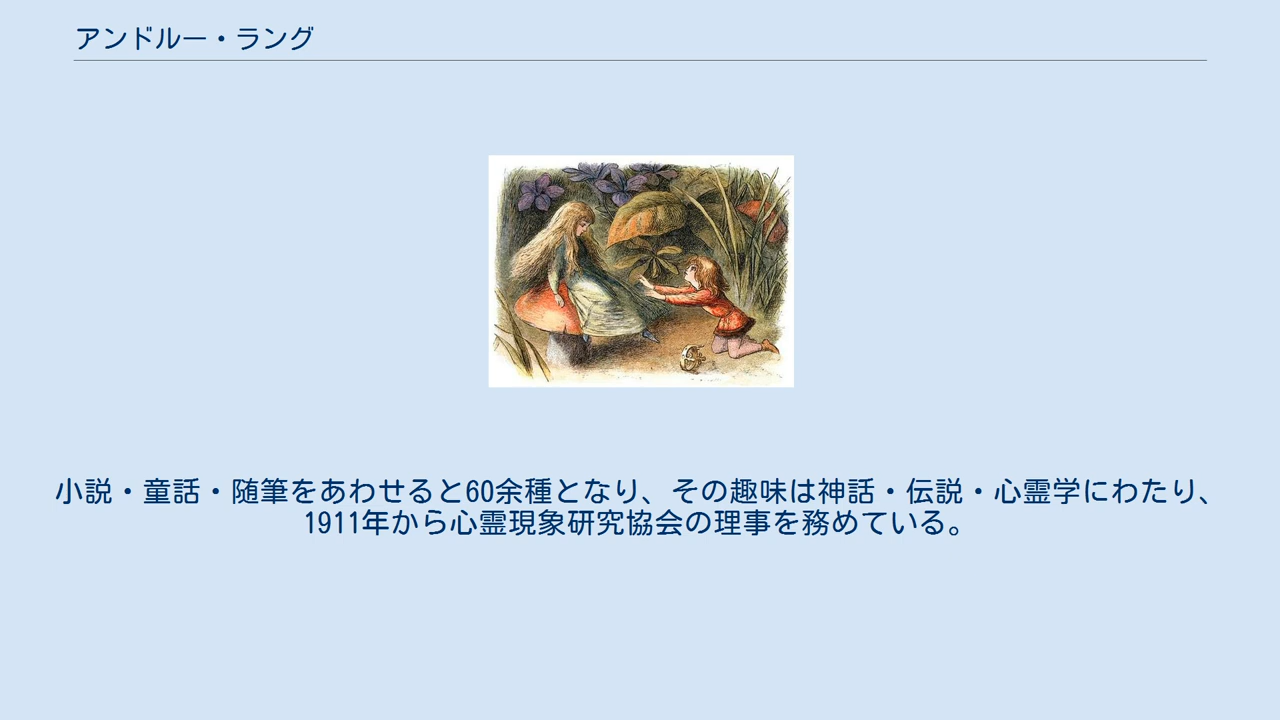 アンドルー・ラング
小説・童話・随筆をあわせると60余種となり、その趣味は神話・伝説・心霊学にわたり、
1911年から心霊現象研究協会の理事を務めている。